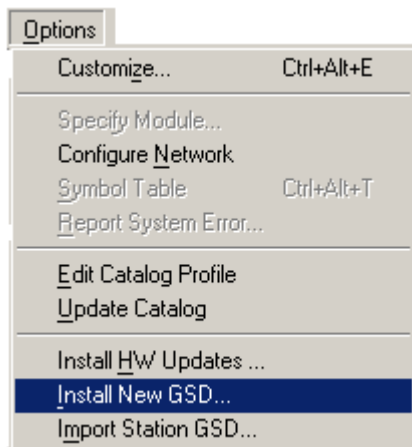 Options
Customize... Ctrl+Alt+E
Specify Module...
Configure Network
Symbol Table Ctrl+Alt+T
Report System Error...
Edit Catalog Profile
Update Catalog
Install HW Updates ...
Install New GSD...
Import Station GSD...